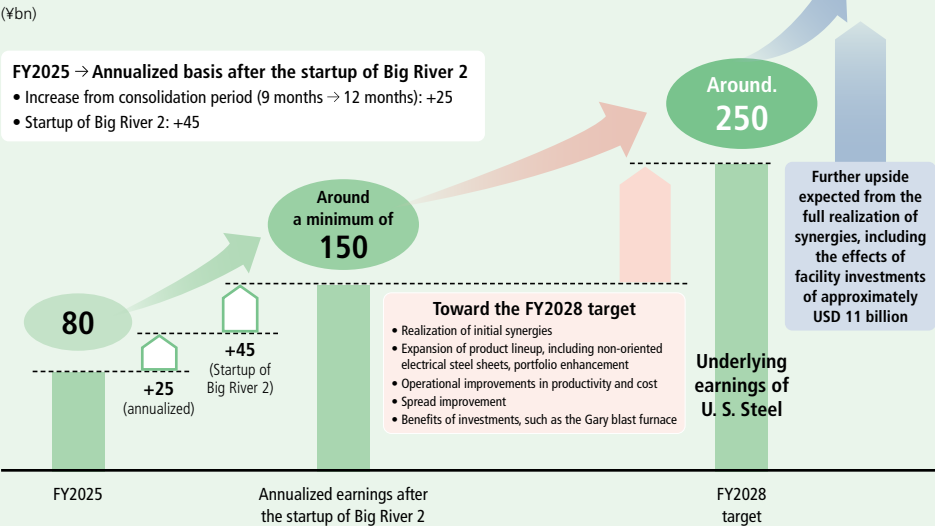 (¥bn)
FY2025 → Annualized basis after the startup of Big River 2
• Increase from consolidation period (9 months → 12 months): +25
• Startup of Big River 2: +45
80
+25
(annualized)
+45
(Startup of
Big River 2)
Around
a minimum of
150
Around.
250
Toward the FY2028 target
• Realization of initial synergies
• Expansion of product lineup, including non-oriented
electrical steel sheets, portfolio enhancement
• Operational improvements in productivity and cost
• Spread improvement
• Benefits of investments, such as the Gary blast furnace
Underlying
earnings of
U. S. Steel
Further upside
expected from the
full realization of
synergies, including
the effects of
facility investments
of approximately
USD 11 billion
FY2025
Annualized earnings after
the startup of Big River 2
FY2028
target